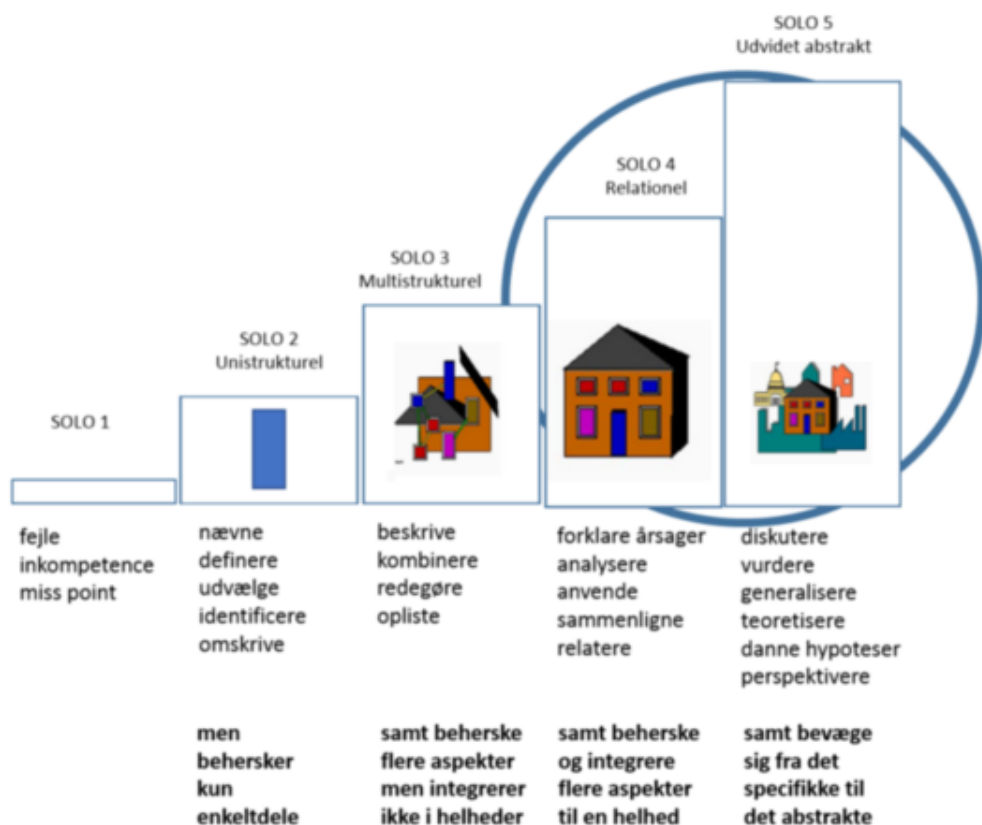 SOLO 5
Udvidet abstrakt
SOLO 4
Relationel
SOLO 3
Multistrukturel
SOLO 2
Unistrukturel
SOLO 1
fejle
inkompetence
miss point
nævne
definere
udvælge
identificere
omskrive
beskrive
kombinere
redegøre
opliste
forklare årsager
analysere
anvende
sammenligne
relatere
diskutere
vurdere
generalisere
teoretisere
danne hypoteser
perspektivere
men
behersker
kun
enkeltdele
samt beherske
flere aspekter
men integrerer
ikke i helheder
samt beherske
og integrere
flere aspekter
til en helhed
samt bevæge
sig fra det
specifikke til
det abstrakte